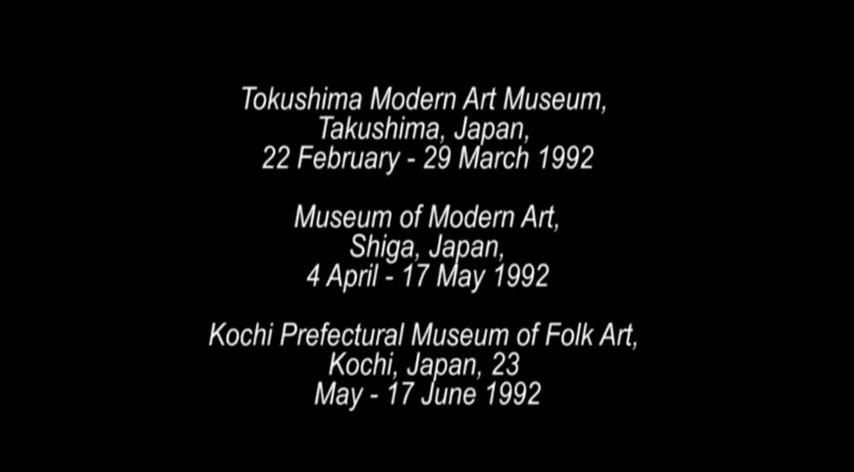 Tokushima Modern Art Museum,
Takushima, Japan,
22 February - 29 March 1992
Museum of Modern Art,
Shiga, Japan,
4 April - 17 May 1992
Kochi Prefectural Museum of Folk Art,
Kochi, Japan, 23
May - 17 June 1992